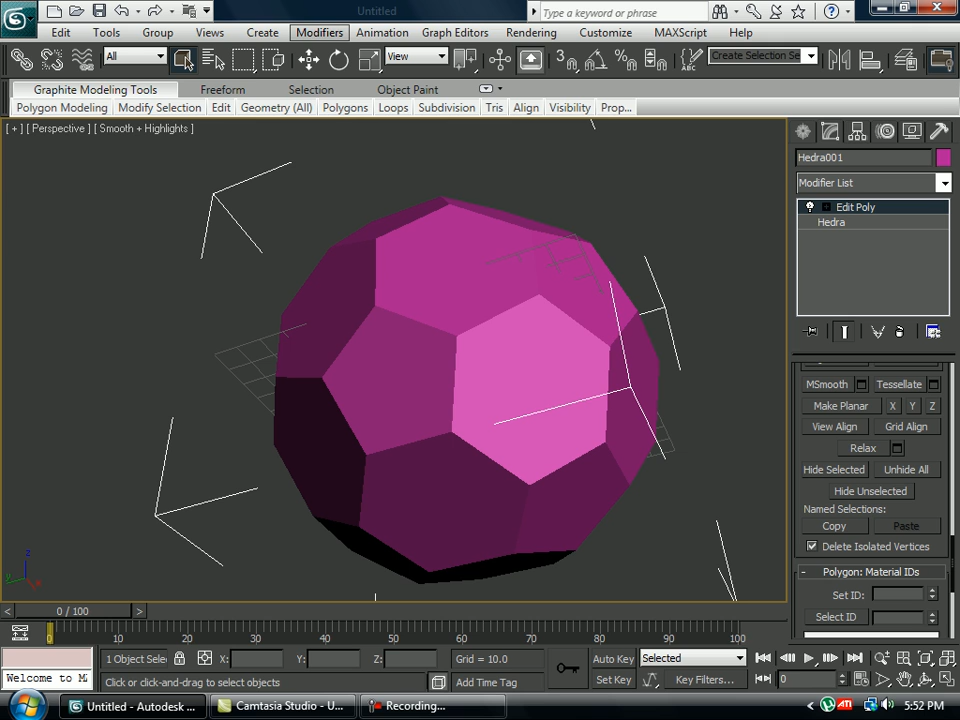 Untitled
Type a keyword or phrase
Edit Tools Group Views Create Modifiers Animation Graph Editors Rendering Customize MAXScript Help
All View 3 Create Selection Se
Graphite Modeling Tools Freeform Selection Object Paint
Polygon Modeling Modify Selection Edit Geometry (All) Polygons Loops Subdivision Tris Align Visibility Prop...
[ + ] [ Perspective ] [ Smooth + Highlights ]
Hedra001
Modifier List
Edit Poly
Hedra
MSmooth Tessellate
Make Planar X Y Z
View Align Grid Align
Relax
Hide Selected Unhide All
Hide Unselected
Named Selections:
Copy Paste
Delete Isolated Vertices
- Polygon: Material IDs
Set ID:
Select ID
z
y x
< 0 / 100 >
0 10 20 30 40 50 60 70 80 90 100
1 Object Sele X: Y: Z: Grid = 10.0 Auto Key Selected
Welcome to M Click or click-and-drag to select objects Add Time Tag Set Key Key Filters... 0
Untitled - Autodesk ... Camtasia Studio - U... Recording... ATI 5:52 PM